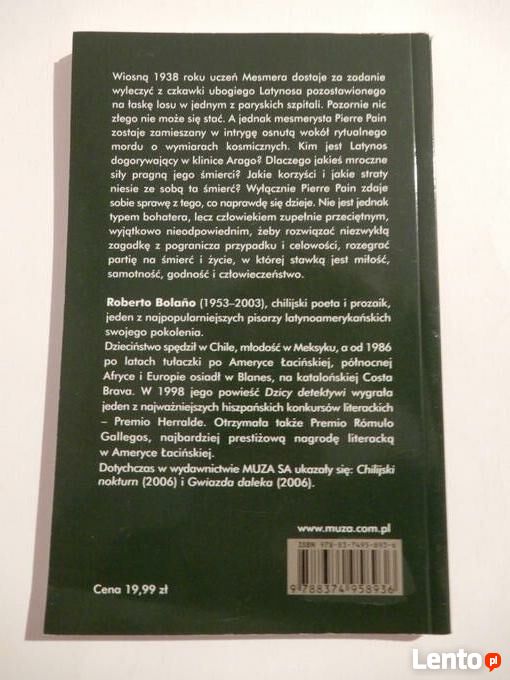 Wiosną 1938 roku uczeń Mesmera dostaje za zadanie
wyleczyć z czkawki ubogiego Latynosa pozostawionego
na łaskę losu w jednym z paryskich szpitali. Pozornie nic
złego nie może się stać. A jednak mesmerysta Pierre Pain
zostaje zamieszany w intrygę osnutą wokół rytualnego
mordu o wymiarach kosmicznych. Kim jest Latynos
dogorywający w klinice Arago? Dlaczego jakieś mroczne
siły pragną jego śmierci? Jakie korzyści i jakie straty
niesie ze sobą ta śmierć? Wyłącznie Pierre Pain zdaje
sobie sprawę z tego, co naprawdę się dzieje. Nie jest jednak
typem bohatera, lecz człowiekiem zupełnie przeciętnym,
wyjątkowo nieodpowiednim, żeby rozwiązać niezwykłą
zagadkę z pogranicza przypadku i celowości, rozegrać
partię na śmierć i życie, w której stawką jest miłość,
samotność, godność i człowieczeństwo.
Roberto Bolaño (1953–2003), chilijski poeta i prozaik,
jeden z najpopularniejszych pisarzy latynoamerykańskich
swojego pokolenia.
Dzieciństwo spędził w Chile, młodość w Meksyku, a od 1986
po latach tułaczki po Ameryce Łacińskiej, północnej
Afryce i Europie osiadł w Blanes, na katalońskiej Costa
Brava. W 1998 jego powieść Dzicy detektywi wygrała
jeden z najważniejszych hiszpańskich konkursów literackich
– Premio Herralde. Otrzymała także Premio Rómulo
Gallegos, najbardziej prestiżową nagrodę literacką
w Ameryce Łacińskiej.
Dotychczas w wydawnictwie MUZA SA ukazały się: Chilijski
nokturn (2006) i Gwiazda daleka (2006).
www.muza.com.pl
ISBN 978-83-7495-893-6
9 788374 958936
Cena 19,99 zł
Lento.pl